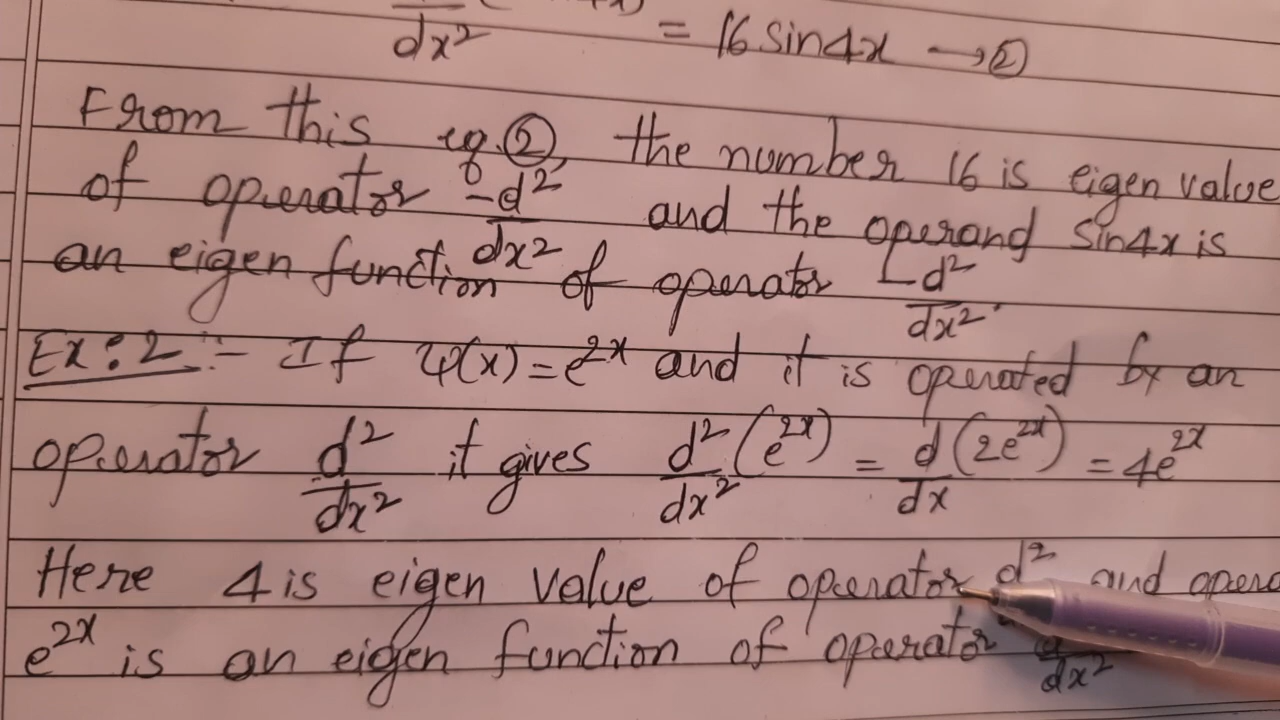 dx² = 16 sin4x → ②
From this eq. ②, the number 16 is eigen value
of operator -d²/dx² and the operand sin4x is
an eigen function of operator -d²/dx².
Ex:2:- If ψ(x) = e^2x and it is operated by an
operator d²/dx² it gives d²/dx² (e^2x) = d/dx (2e^2x) = 4e^2x
Here 4 is eigen value of operator d² and
e^2x is an eigen function of operator d²/dx²